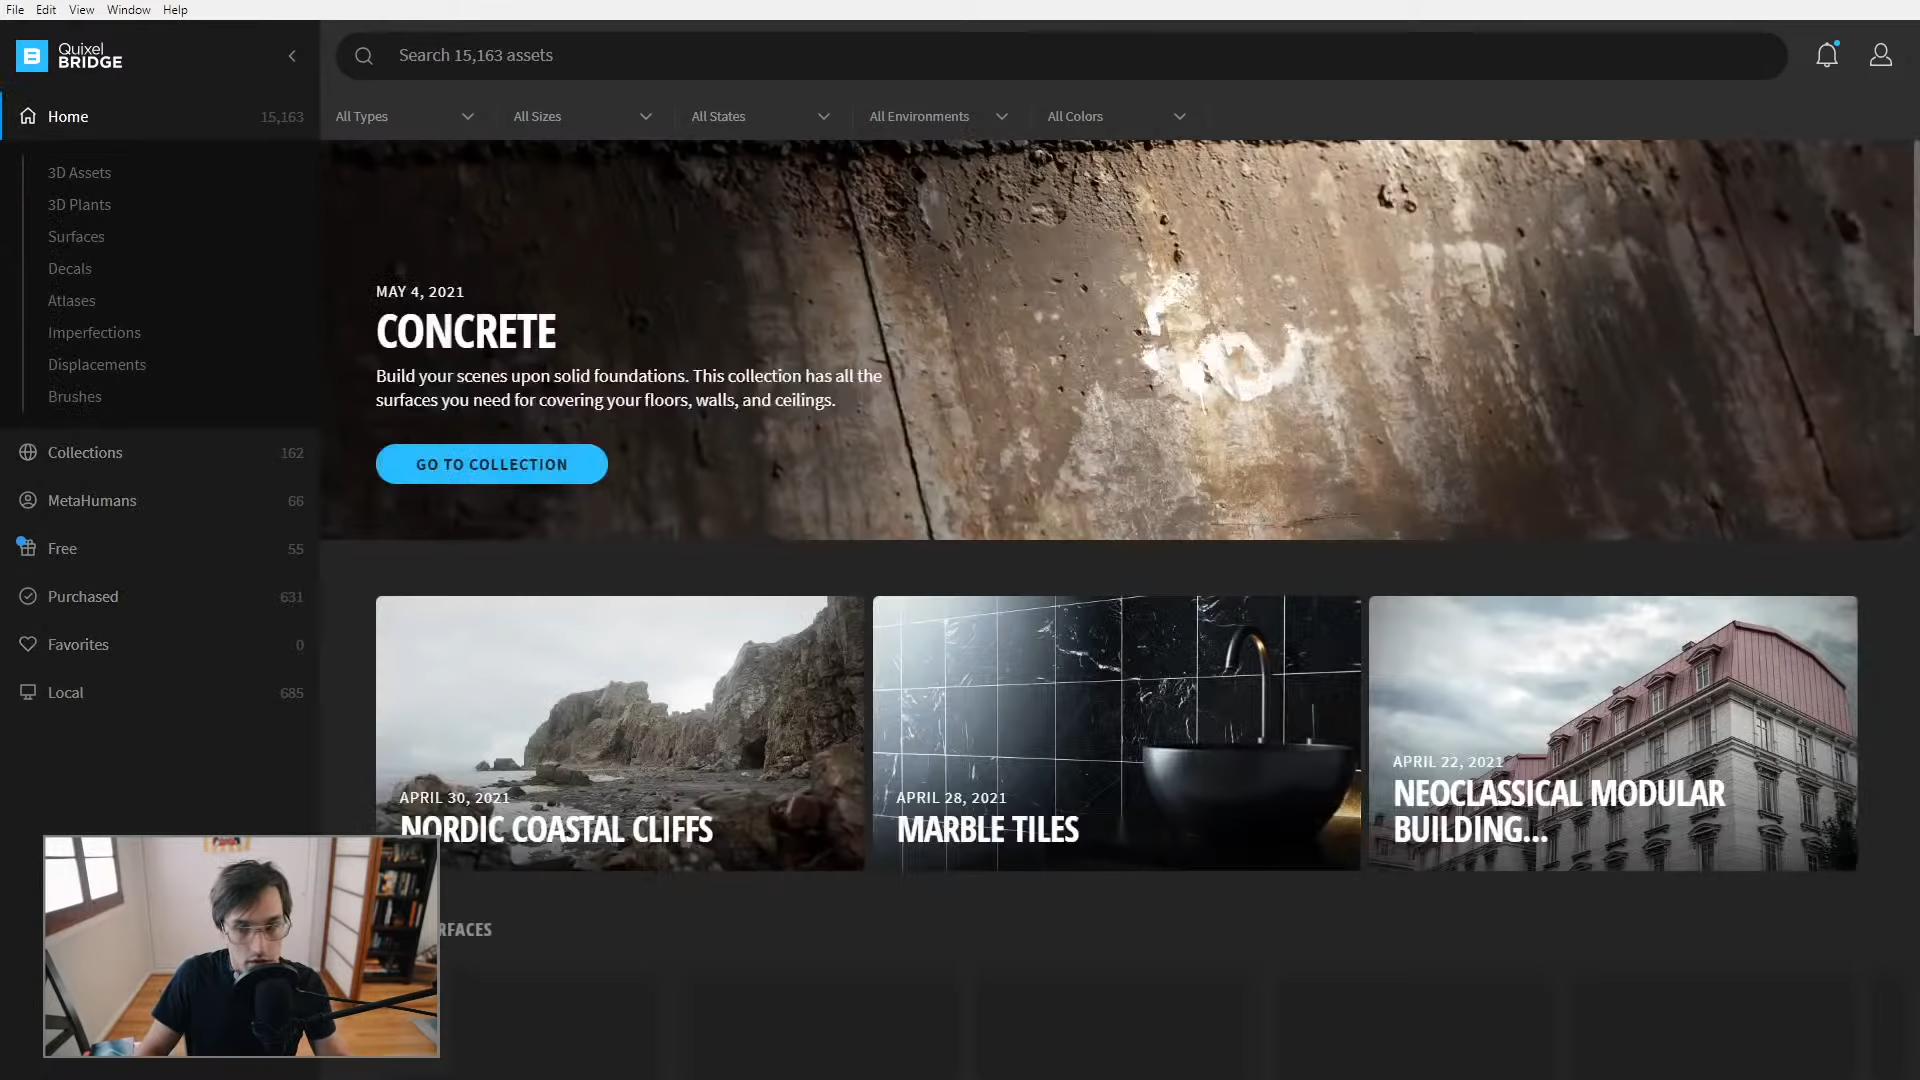 File Edit View Window Help
Quixel
BRIDGE
Search 15,163 assets
Home 15,163
All Types All Sizes All States All Environments All Colors
3D Assets
3D Plants
Surfaces
Decals
Atlases
Imperfections
Displacements
Brushes
Collections 162
MetaHumans 66
Free 55
Purchased 631
Favorites 0
Local 685
MAY 4, 2021
CONCRETE
Build your scenes upon solid foundations. This collection has all the
surfaces you need for covering your floors, walls, and ceilings.
GO TO COLLECTION
APRIL 30, 2021
NORDIC COASTAL CLIFFS
APRIL 28, 2021
MARBLE TILES
APRIL 22, 2021
NEOCLASSICAL MODULAR
BUILDING...
RFACES